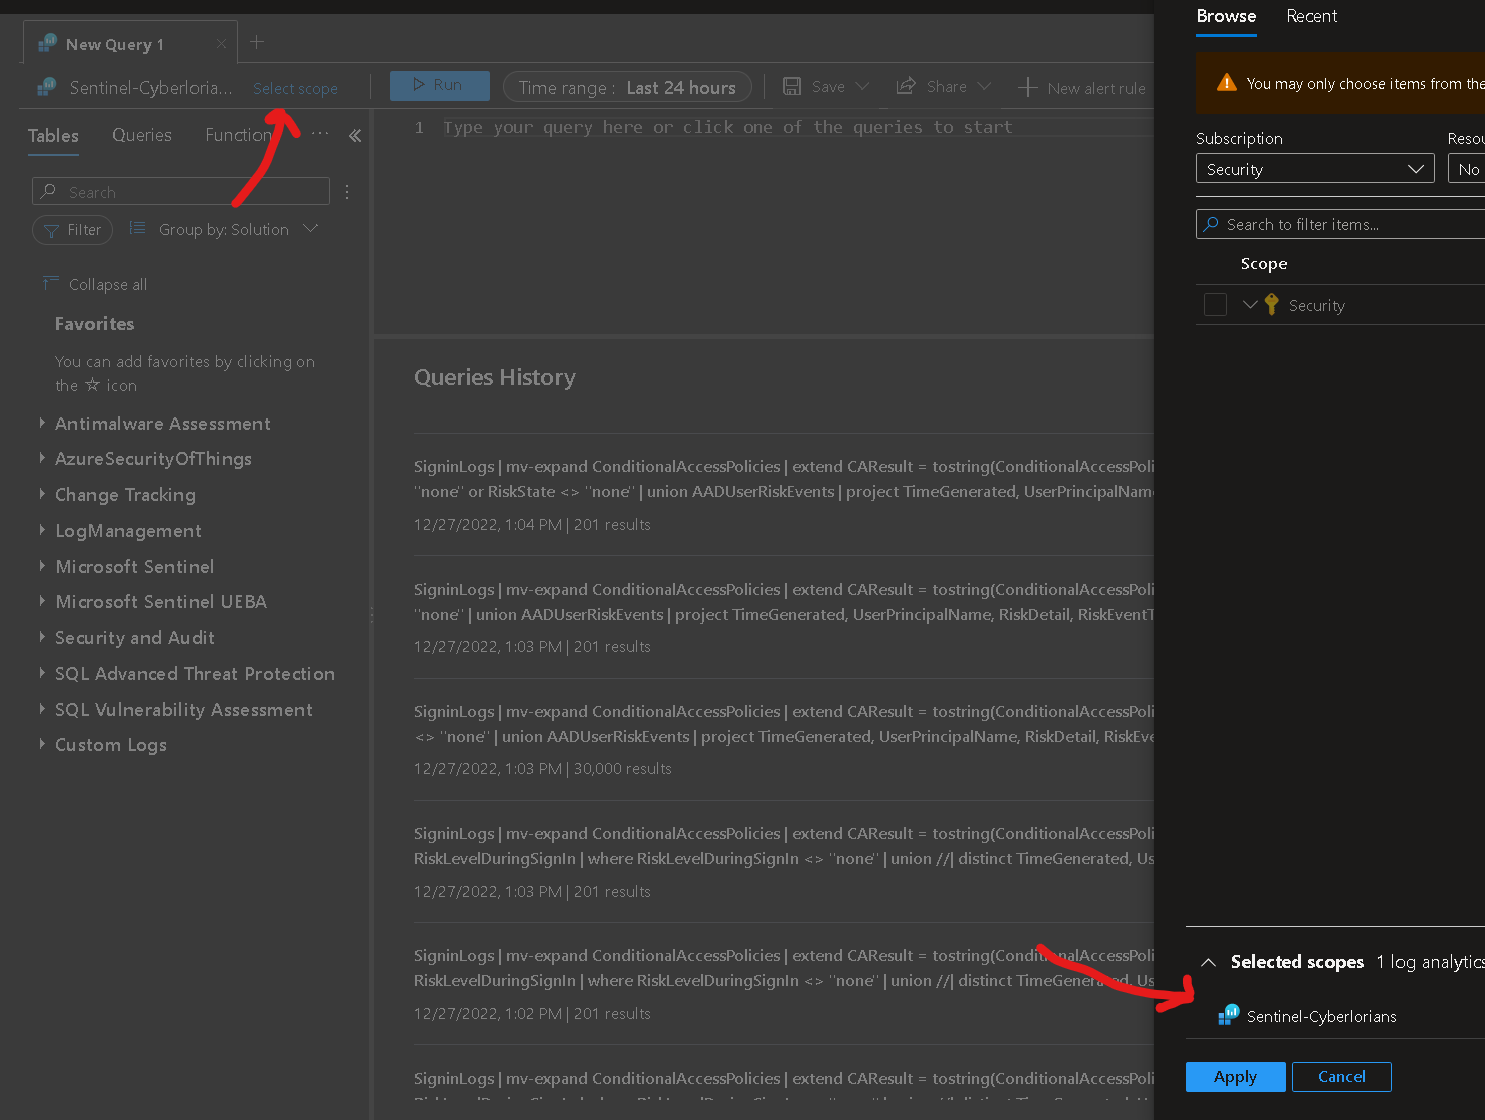 New Query 1
Sentinel-Cyberloria...
Select scope
Run
Time range : Last 24 hours
Save
Share
New alert rule
Tables
Queries
Function
1
Type your query here or click one of the queries to start
Search
Filter
Group by: Solution
Collapse all
Favorites
You can add favorites by clicking on
the ☆ icon
Antimalware Assessment
AzureSecurityOfThings
Change Tracking
LogManagement
Microsoft Sentinel
Microsoft Sentinel UEBA
Security and Audit
SQL Advanced Threat Protection
SQL Vulnerability Assessment
Custom Logs
Queries History
SigninLogs | mv-expand ConditionalAccessPolicies | extend CAResult = tostring(ConditionalAccessPoli
"none" or RiskState <> "none" | union AADUserRiskEvents | project TimeGenerated, UserPrincipalName
12/27/2022, 1:04 PM | 201 results
SigninLogs | mv-expand ConditionalAccessPolicies | extend CAResult = tostring(ConditionalAccessPoli
"none" | union AADUserRiskEvents | project TimeGenerated, UserPrincipalName, RiskDetail, RiskEventT
12/27/2022, 1:03 PM | 201 results
SigninLogs | mv-expand ConditionalAccessPolicies | extend CAResult = tostring(ConditionalAccessPoli
<> "none" | union AADUserRiskEvents | project TimeGenerated, UserPrincipalName, RiskDetail, RiskEve
12/27/2022, 1:03 PM | 30,000 results
SigninLogs | mv-expand ConditionalAccessPolicies | extend CAResult = tostring(ConditionalAccessPoli
RiskLevelDuringSignIn | where RiskLevelDuringSignIn <> "none" | union //| distinct TimeGenerated, Us
12/27/2022, 1:03 PM | 201 results
SigninLogs | mv-expand ConditionalAccessPolicies | extend CAResult = tostring(ConditionalAccessPoli
RiskLevelDuringSignIn | where RiskLevelDuringSignIn <> "none" | union //| distinct TimeGenerated, Us
12/27/2022, 1:02 PM | 201 results
SigninLogs | mv-expand ConditionalAccessPolicies | extend CAResult = tostring(ConditionalAccessPoli
Browse
Recent
You may only choose items from the
Subscription
Resou
Security
No
Search to filter items...
Scope
Security
Selected scopes 1 log analytics
Sentinel-Cyberlorians
Apply
Cancel